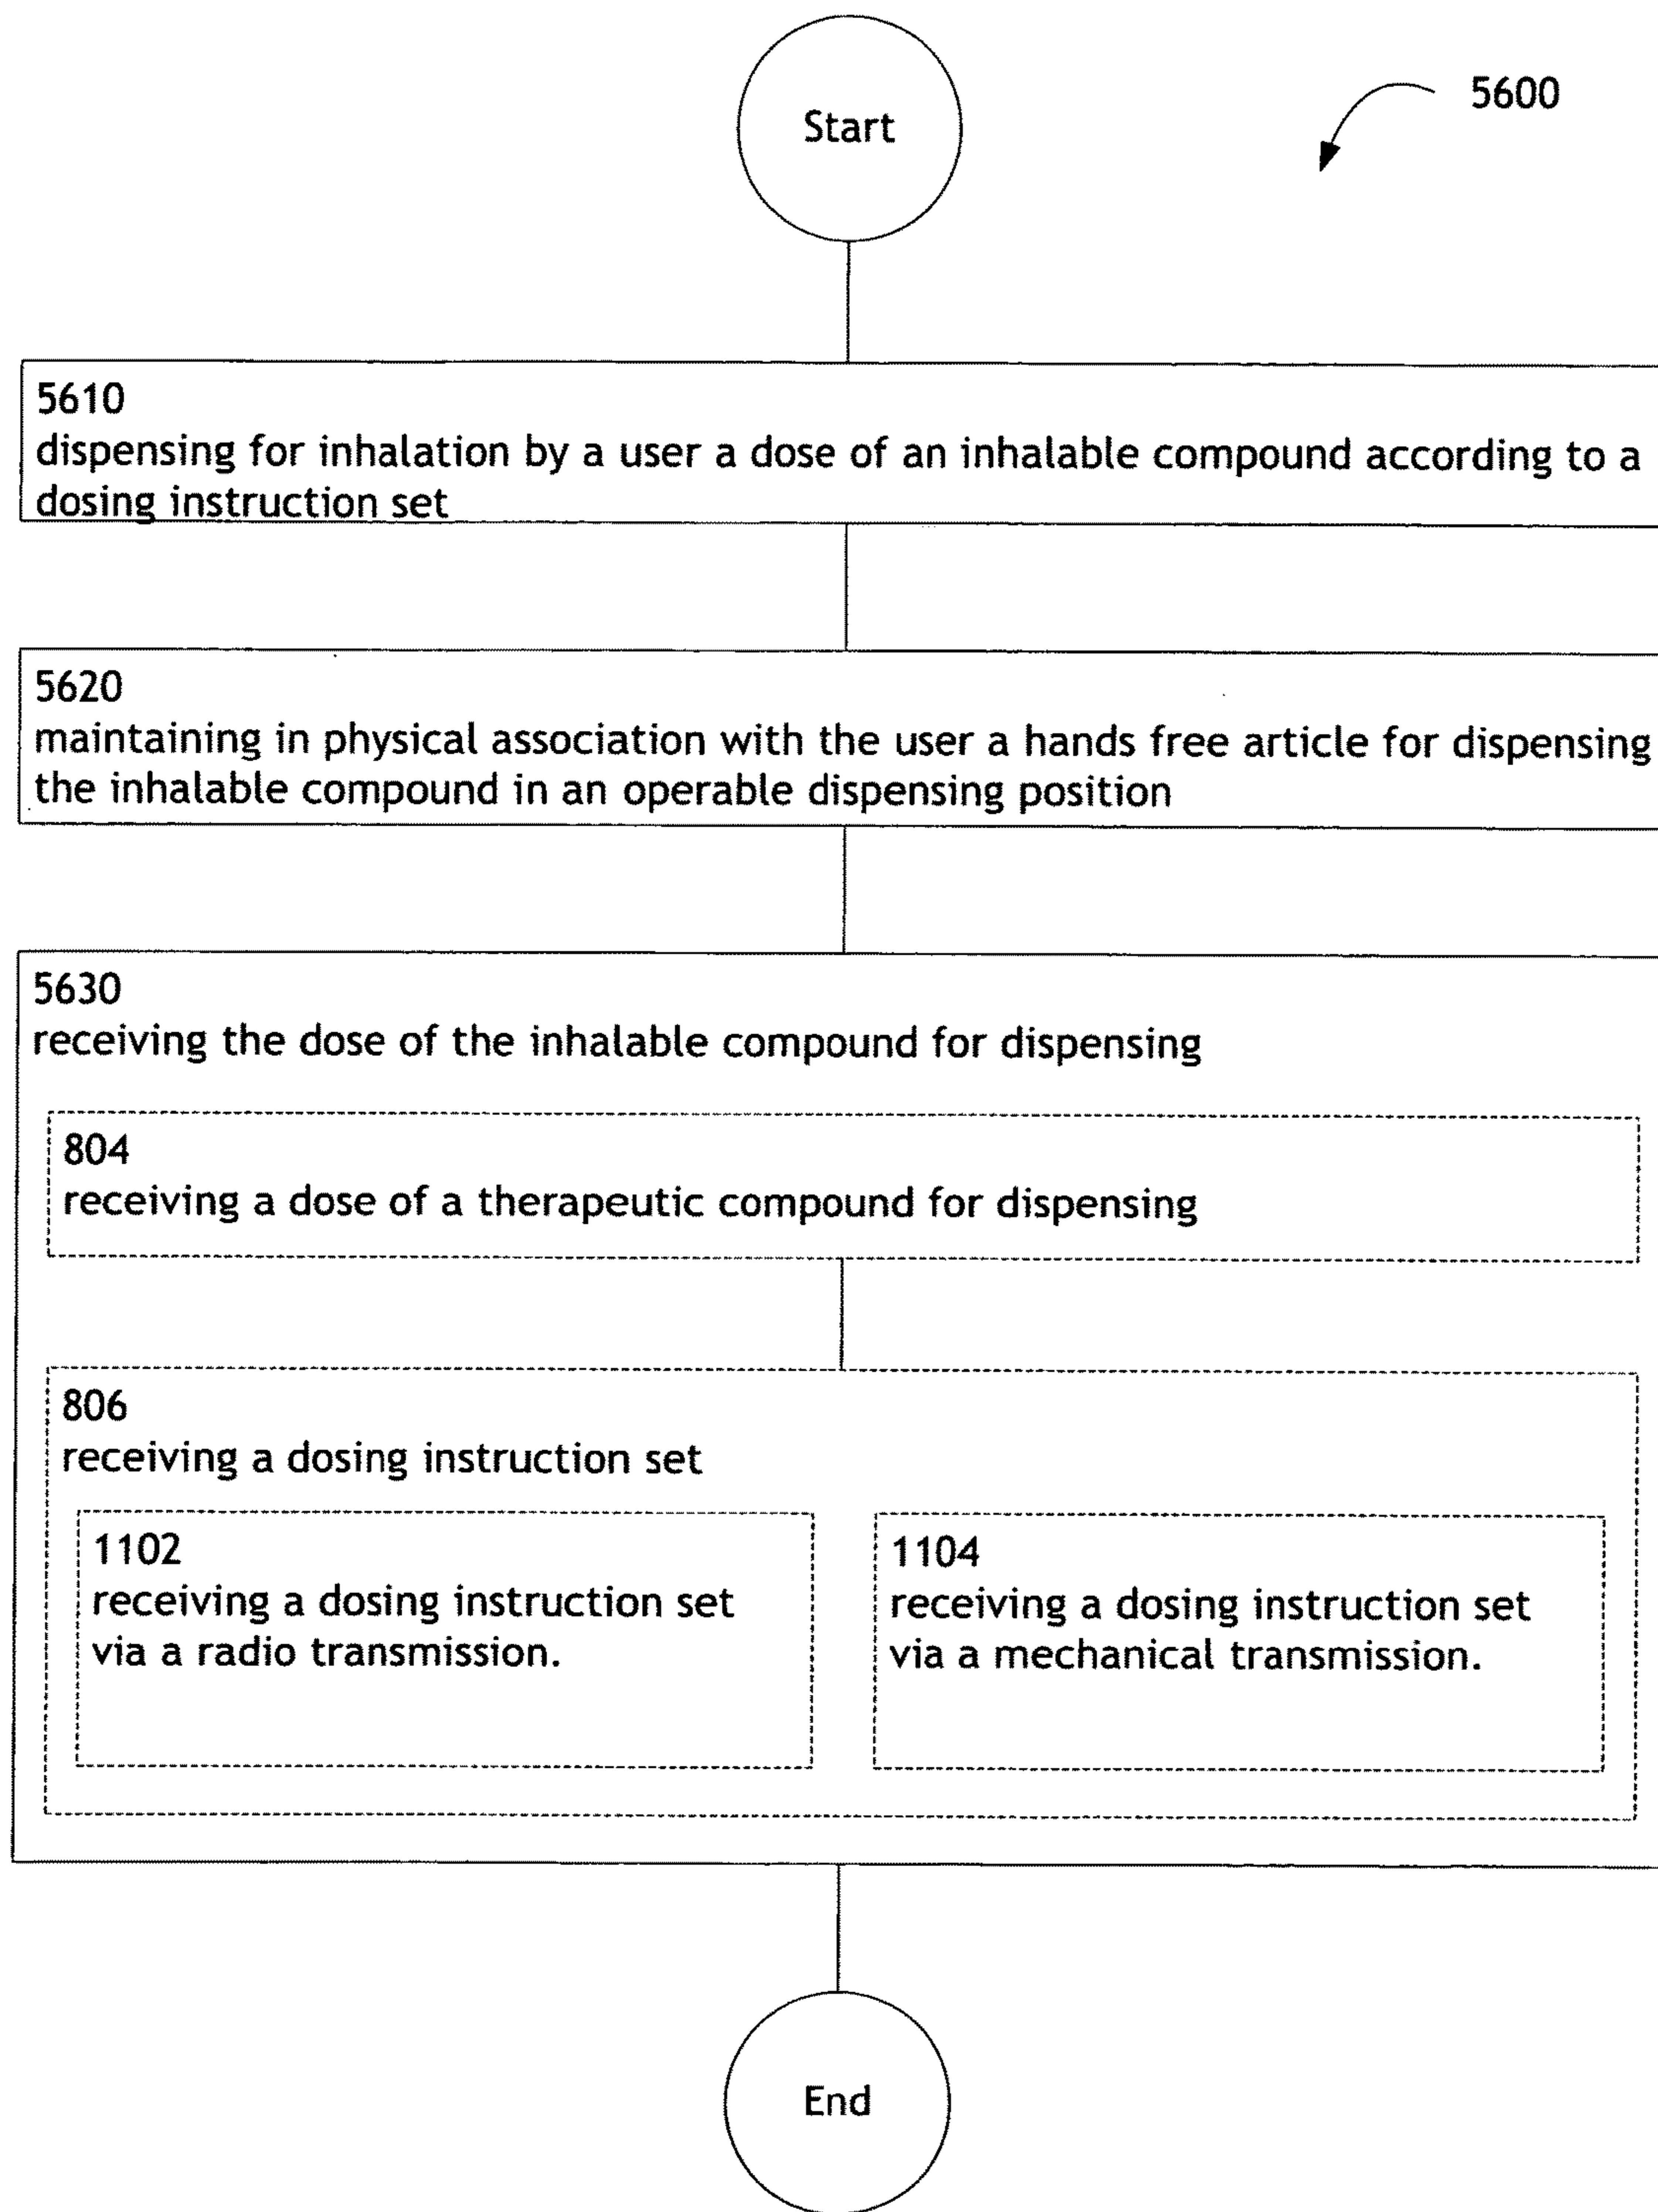 Start
5600
5610
dispensing for inhalation by a user a dose of an inhalable compound according to a
dosing instruction set
5620
maintaining in physical association with the user a hands free article for dispensing
the inhalable compound in an operable dispensing position
5630
receiving the dose of the inhalable compound for dispensing
804
receiving a dose of a therapeutic compound for dispensing
806
receiving a dosing instruction set
1102
receiving a dosing instruction set
via a radio transmission.
1104
receiving a dosing instruction set
via a mechanical transmission.
End